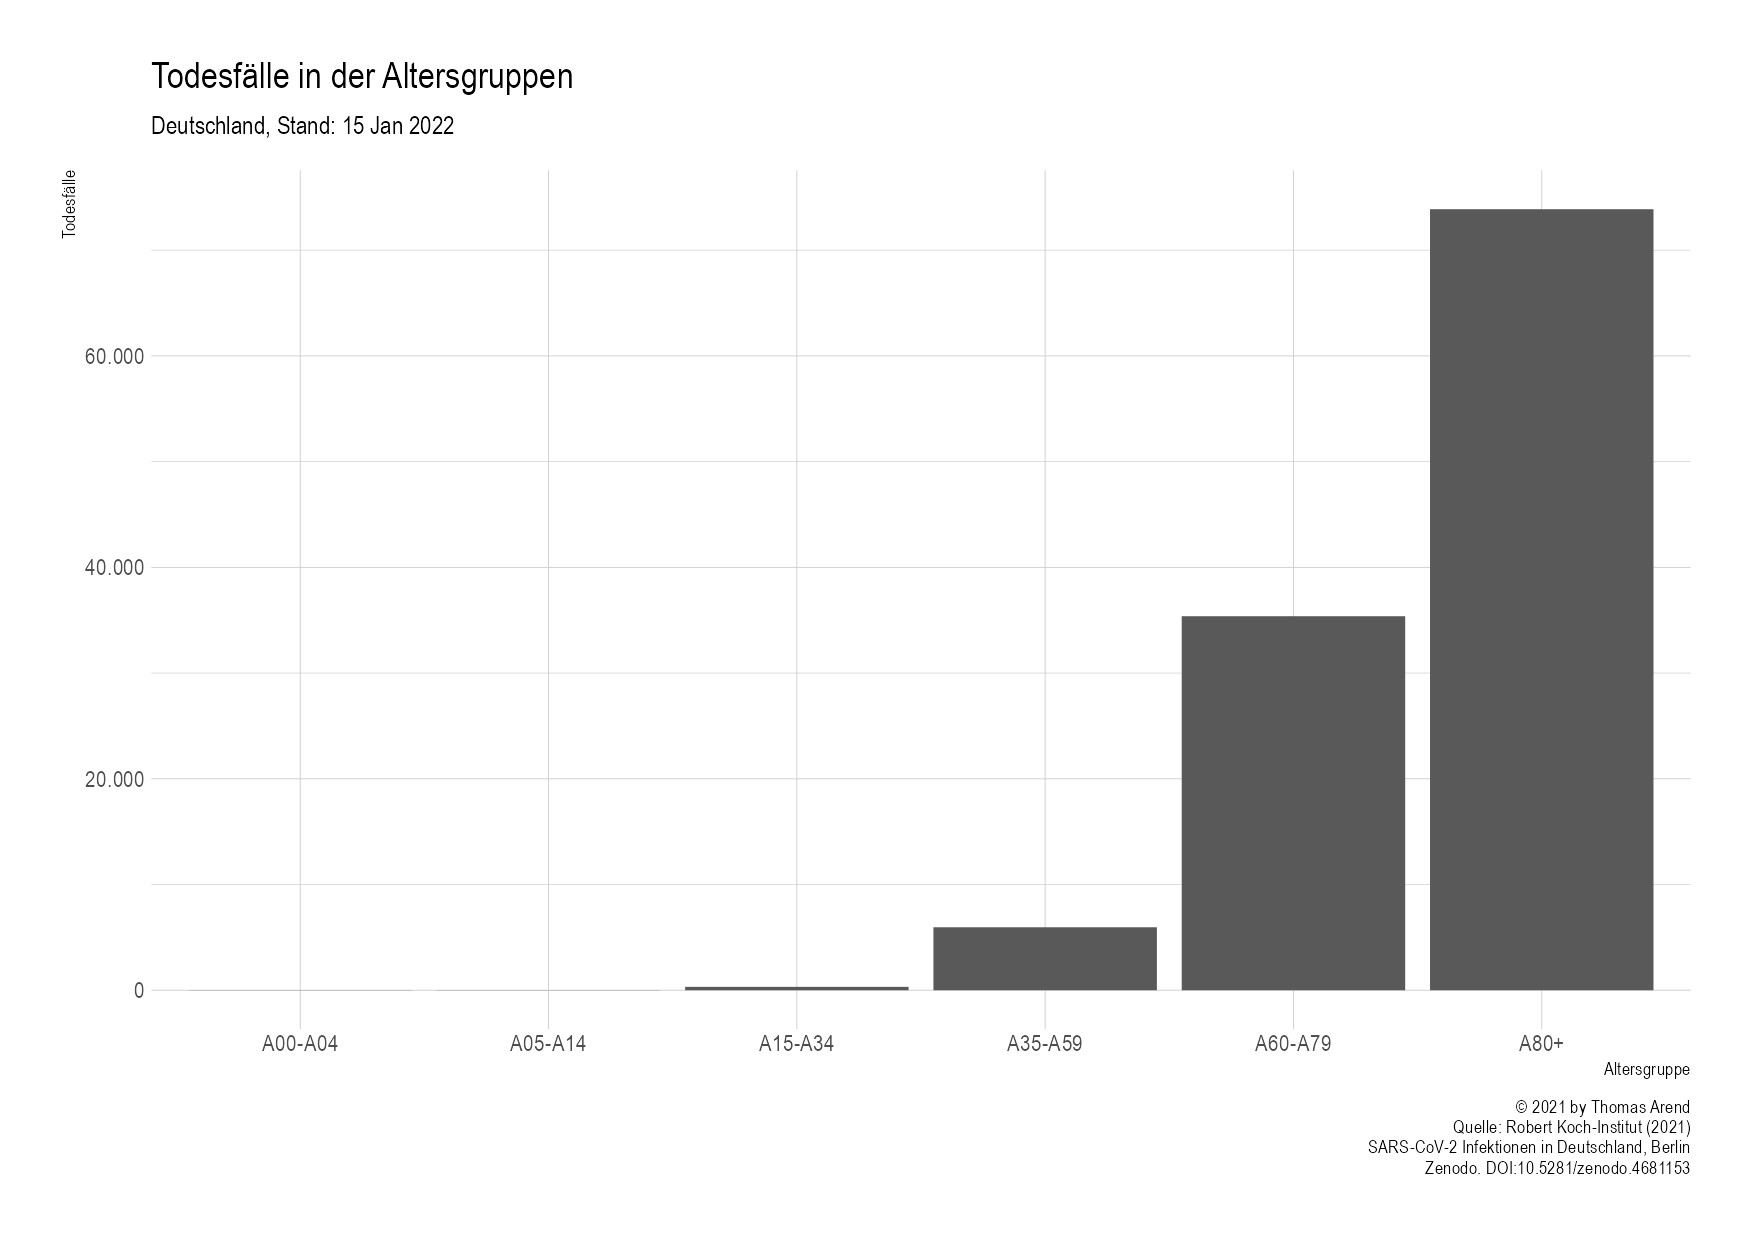 Todesfälle in der Altersgruppen
Deutschland, Stand: 15 Jan 2022
Todesfälle
60.000
40.000
20.000
0
A00-A04 A05-A14 A15-A34 A35-A59 A60-A79 A80+
Altersgruppe
© 2021 by Thomas Arend
Quelle: Robert Koch-Institut (2021)
SARS-CoV-2 Infektionen in Deutschland, Berlin
Zenodo. DOI:10.5281/zenodo.4681153